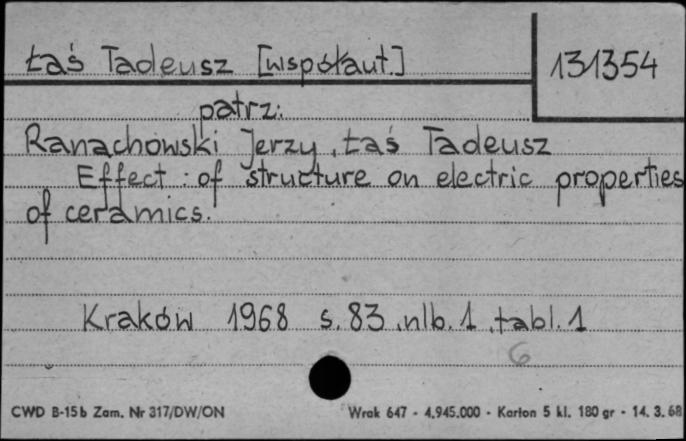 Łaś Tadeusz [współaut.]
131354
patrz:
Ranachowski Jerzy, Łaś Tadeusz
Effect : of structure on electric properties
of ceramics.
Kraków 1968 s. 83, nlb. 1, tabl. 1
6
CWD B-15b Zam. Nr 317/DW/ON
Wrak 647 - 4.945.000 - Karton 5 kl. 180 gr - 14. 3. 68